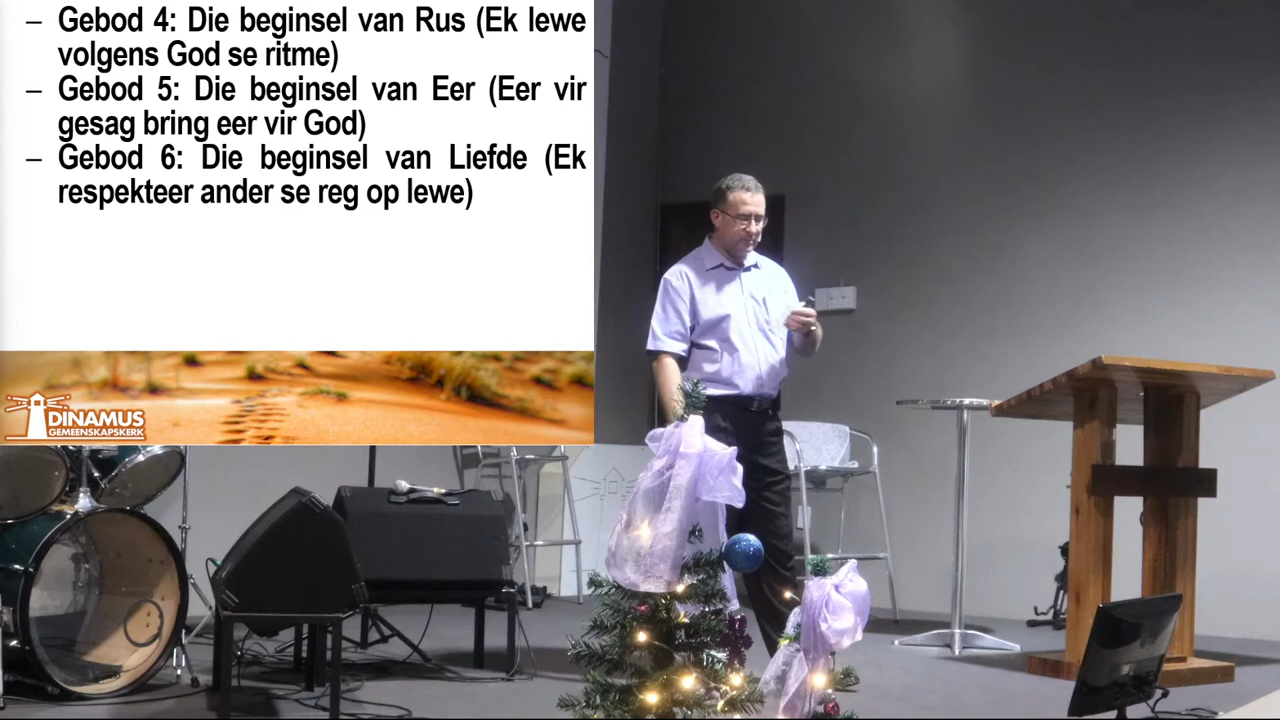 – Gebod 4: Die beginsel van Rus (Ek lewe
volgens God se ritme)
– Gebod 5: Die beginsel van Eer (Eer vir
gesag bring eer vir God)
– Gebod 6: Die beginsel van Liefde (Ek
respekteer ander se reg op lewe)
DINAMUS
GEMEENSKAPSKERK